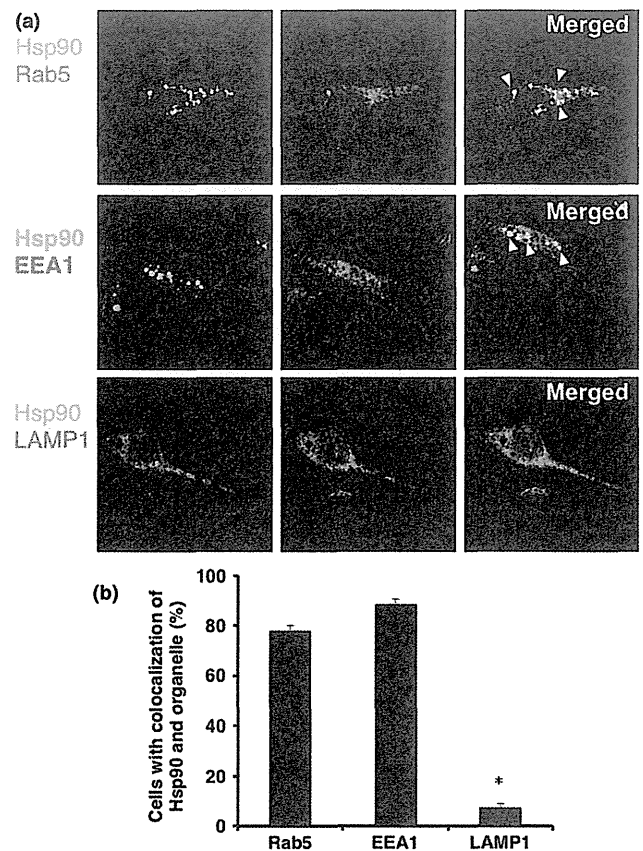 (a)
Hsp90
Rab5
Merged
Hsp90
EEA1
Merged
Hsp90
LAMP1
Merged
(b)
Cells with colocalization of
Hsp90 and organelle (%)
100
80
60
40
20
0
*
Rab5 EEA1 LAMP1